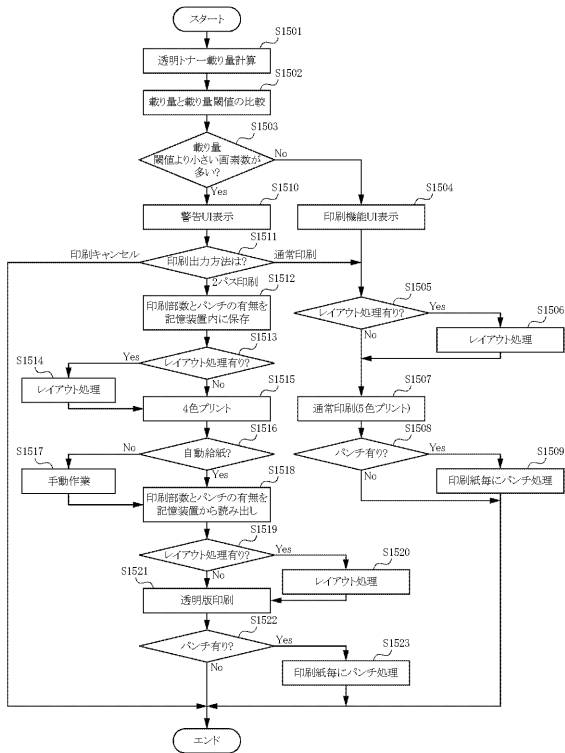 スタート
S1501
透明トナー載り量計算
S1502
載り量と載り量閾値の比較
S1503
載り量
閾値より小さい画素数が
多い?
No
Yes
S1510
S1504
警告UI表示
印刷機能UI表示
S1511
印刷キャンセル
印刷出力方法は?
通常印刷
2パス印刷
S1512
印刷部数とパンチの有無を
記憶装置内に保存
S1505
レイアウト処理有り?
Yes
S1506
No
レイアウト処理
S1513
Yes
レイアウト処理有り?
S1514
No
レイアウト処理
S1515
4色プリント
S1507
通常印刷(5色プリント)
S1516
No
自動給紙?
S1517
Yes
手動作業
S1508
パンチ有り?
Yes
S1509
No
印刷紙毎にパンチ処理
S1518
印刷部数とパンチの有無を
記憶装置から読み出し
S1519
レイアウト処理有り?
Yes
S1520
No
レイアウト処理
S1521
透明版印刷
S1522
パンチ有り?
Yes
S1523
No
印刷紙毎にパンチ処理
エンド